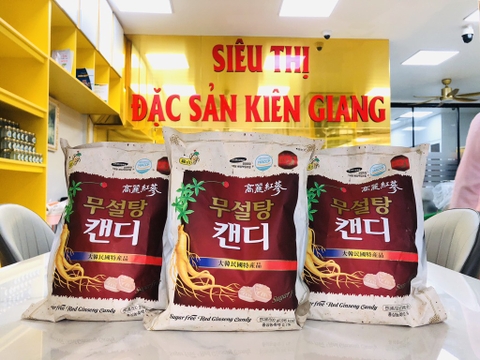 SIÊU THỊ
ĐẶC SẢN KIÊN GIANG
高麗紅蔘
무설탕
캔디
大韓民國特産品
Sugar free Red Ginseng Candy
高麗紅蔘
무설탕
캔디
大韓民國特産品
Sugar free Red Ginseng Candy
高麗紅蔘
무설탕
캔디
大韓民國特産品
Red Ginseng Candy